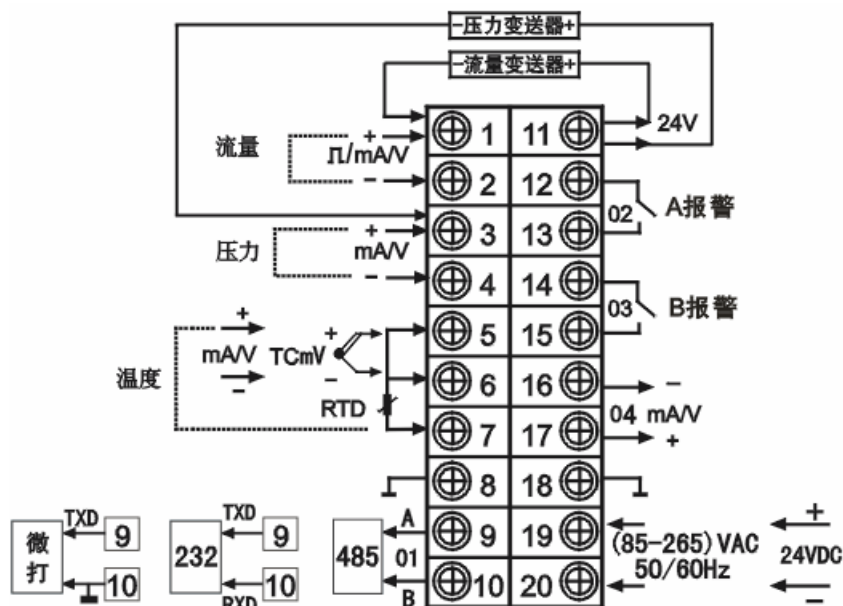 -压力变送器+
-流量变送器+
流量
+
⎍/mA/V
-
1
11
24V
2
12
02
A报警
压力
+
mA/V
-
3
13
4
14
03
B报警
温度
+
mA/V
-
TCmV
+
-
RTD
5
15
6
16
-
04 mA/V
7
17
+
8
18
微打
TXD
9
10
232
TXD
9
RXD
10
485
A
01
B
9
19
10
20
(85-265)VAC
50/60Hz
+
24VDC
-